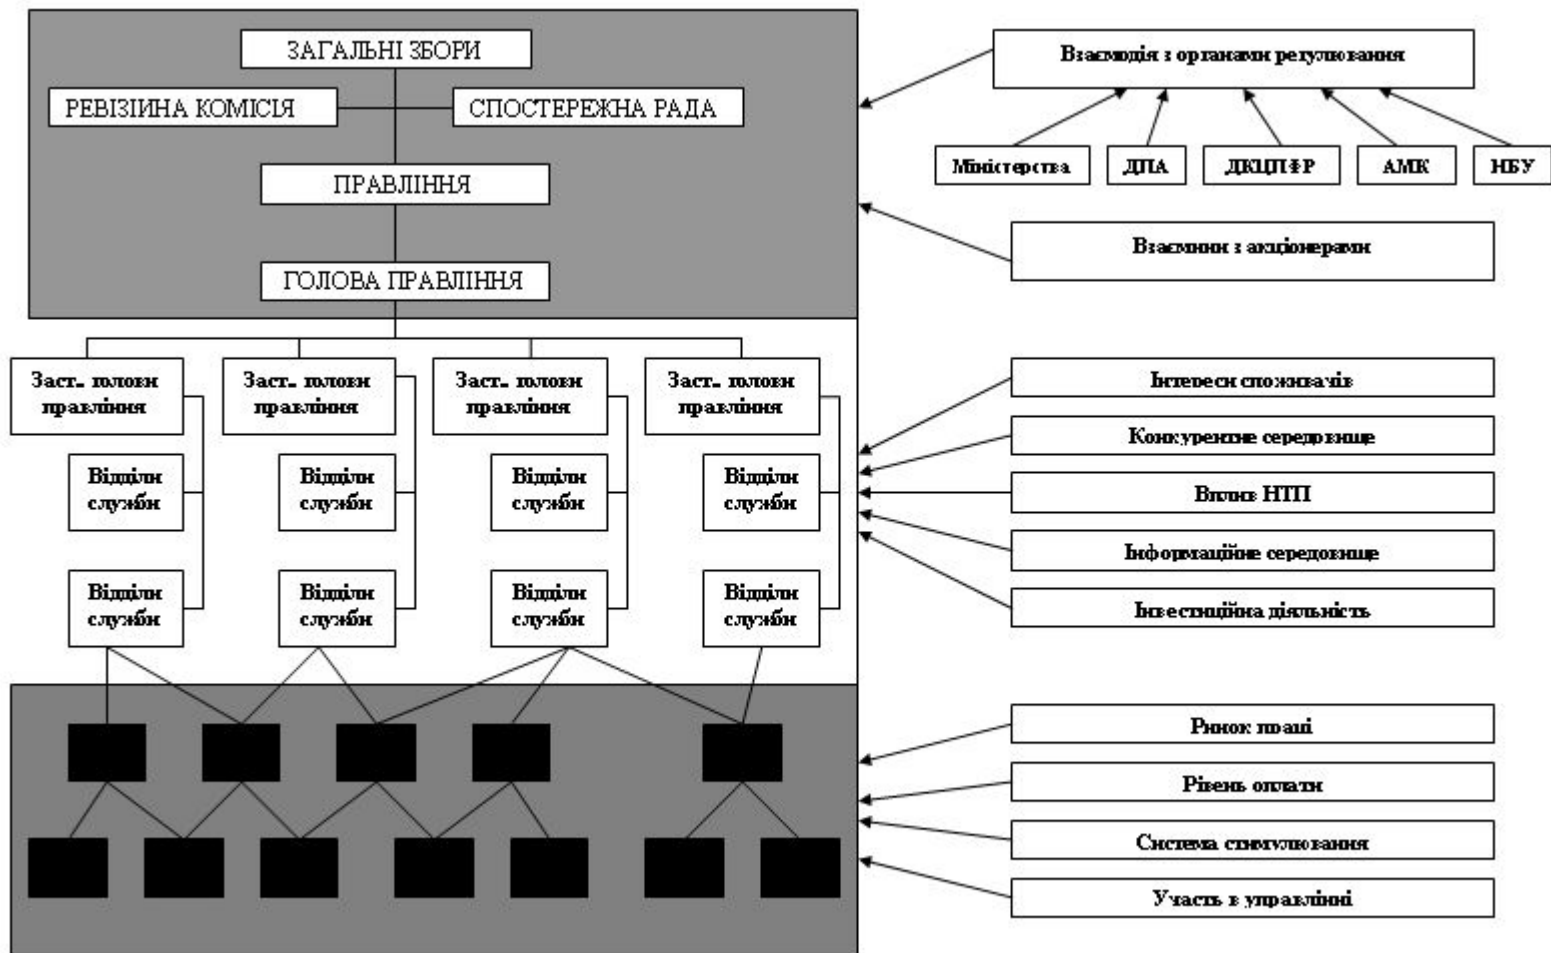 ЗАГАЛЬНІ ЗБОРИ
РЕВІЗІЙНА КОМІСІЯ
СПОСТЕРЕЖНА РАДА
ПРАВЛІННЯ
ГОЛОВА ПРАВЛІННЯ
Взаємодія з органами регулювання
Міністерства
ДПА
ДКЦПФР
АМК
НБУ
Взаємини з акціонерами
Заст.. голови
правління
Заст.. голови
правління
Заст.. голови
правління
Заст.. голови
правління
Відділи
служби
Відділи
служби
Відділи
служби
Відділи
служби
Відділи
служби
Відділи
служби
Відділи
служби
Відділи
служби
Інтереси споживачів
Конкурентне середовище
Вплив НТП
Інформаційне середовище
Інвестиційна діяльність
Ринок праці
Рівень оплати
Система стимулювання
Участь в управлінні